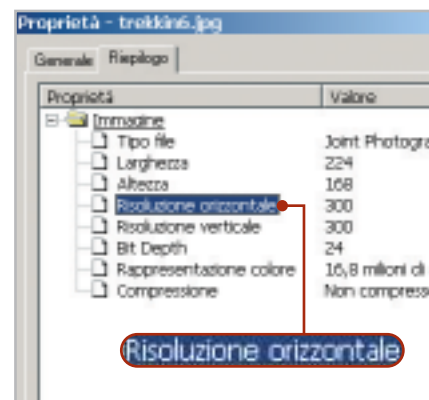 Proprietà - trekkin6.jpg
Generale Riepilogo
Proprietà Valore
Immagine
Tipo file Joint Photogra
Larghezza 224
Altezza 168
Risoluzione orizzontale 300
Risoluzione verticale 300
Bit Depth 24
Rappresentazione colore 16,8 milioni di
Compressione Non compress
Risoluzione orizzontale